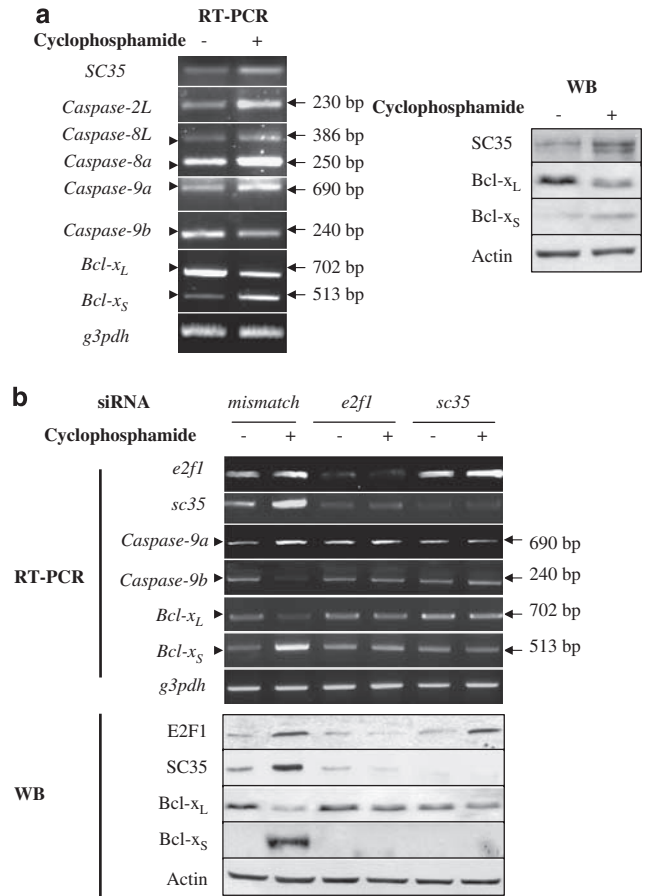 a
RT-PCR
Cyclophosphamide - +
SC35
Caspase-2L 230 bp
Caspase-8L 386 bp
Caspase-8a 250 bp
Caspase-9a 690 bp
Caspase-9b 240 bp
Bcl-xL 702 bp
Bcl-xS 513 bp
g3pdh
WB
Cyclophosphamide - +
SC35
Bcl-xL
Bcl-xS
Actin
b
siRNA mismatch e2f1 sc35
Cyclophosphamide - + - + - +
RT-PCR
e2f1
sc35
Caspase-9a 690 bp
Caspase-9b 240 bp
Bcl-xL 702 bp
Bcl-xS 513 bp
g3pdh
WB
E2F1
SC35
Bcl-xL
Bcl-xS
Actin